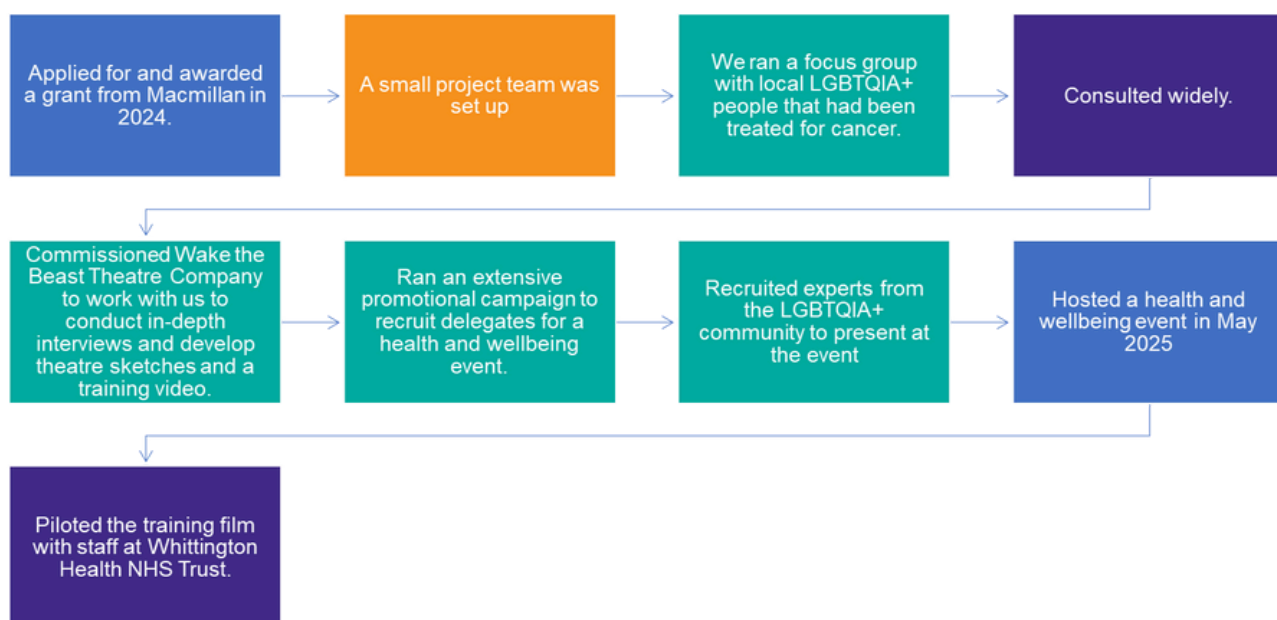 Applied for and awarded
a grant from Macmillan in
2024.
A small project team was
set up
We ran a focus group
with local LGBTQIA+
people that had been
treated for cancer.
Consulted widely.
Commissioned Wake the
Beast Theatre Company
to work with us to
conduct in-depth
interviews and develop
theatre sketches and a
training video.
Ran an extensive
promotional campaign to
recruit delegates for a
health and wellbeing
event.
Recruited experts from
the LGBTQIA+
community to present at
the event
Hosted a health and
wellbeing event in May
2025
Piloted the training film
with staff at Whittington
Health NHS Trust.